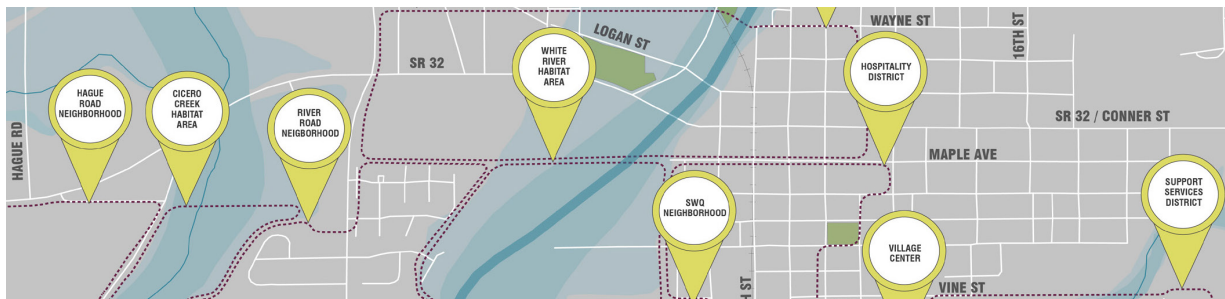 WAYNE ST
16TH ST
LOGAN ST
SR 32
WHITE
RIVER
HABITAT
AREA
HOSPITALITY
DISTRICT
HAGUE
ROAD
NEIGHBORHOOD
CICERO
CREEK
HABITAT
AREA
RIVER
ROAD
NEIGBORHOOD
SR 32 / CONNER ST
HAGUE RD
MAPLE AVE
SWQ
NEIGHBORHOOD
SUPPORT
SERVICES
DISTRICT
VILLAGE
CENTER
H ST
VINE ST